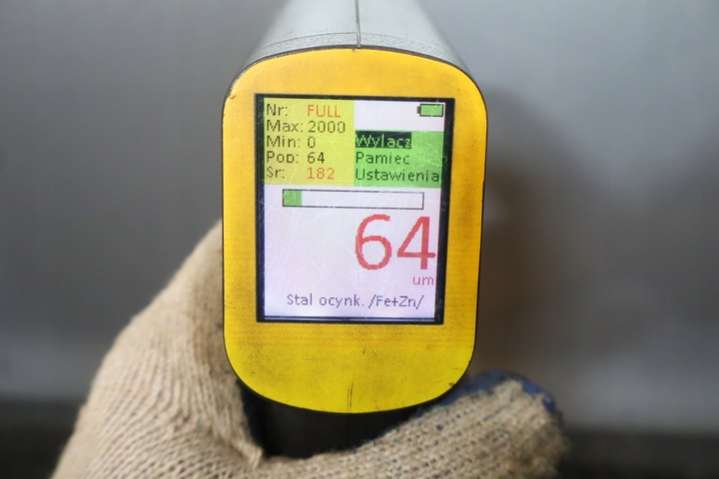 Nr: FULL
Max: 2000
Min: 0
Pop: 64
Sr: 182
Wylacz
Pamiec
Ustawienia
64
um
Stal ocynk. /Fe+Zn/